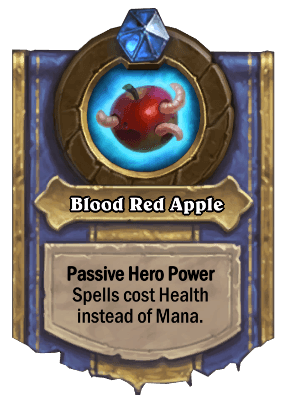 Blood Red Apple
Passive Hero Power
Spells cost Health
instead of Mana.